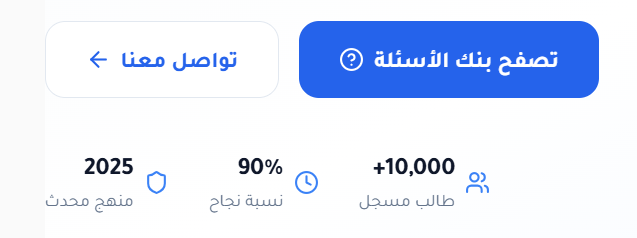 تصفح بنك الأسئلة
تواصل معنا
+10,000
طالب مسجل
90%
نسبة نجاح
2025
منهج محدث